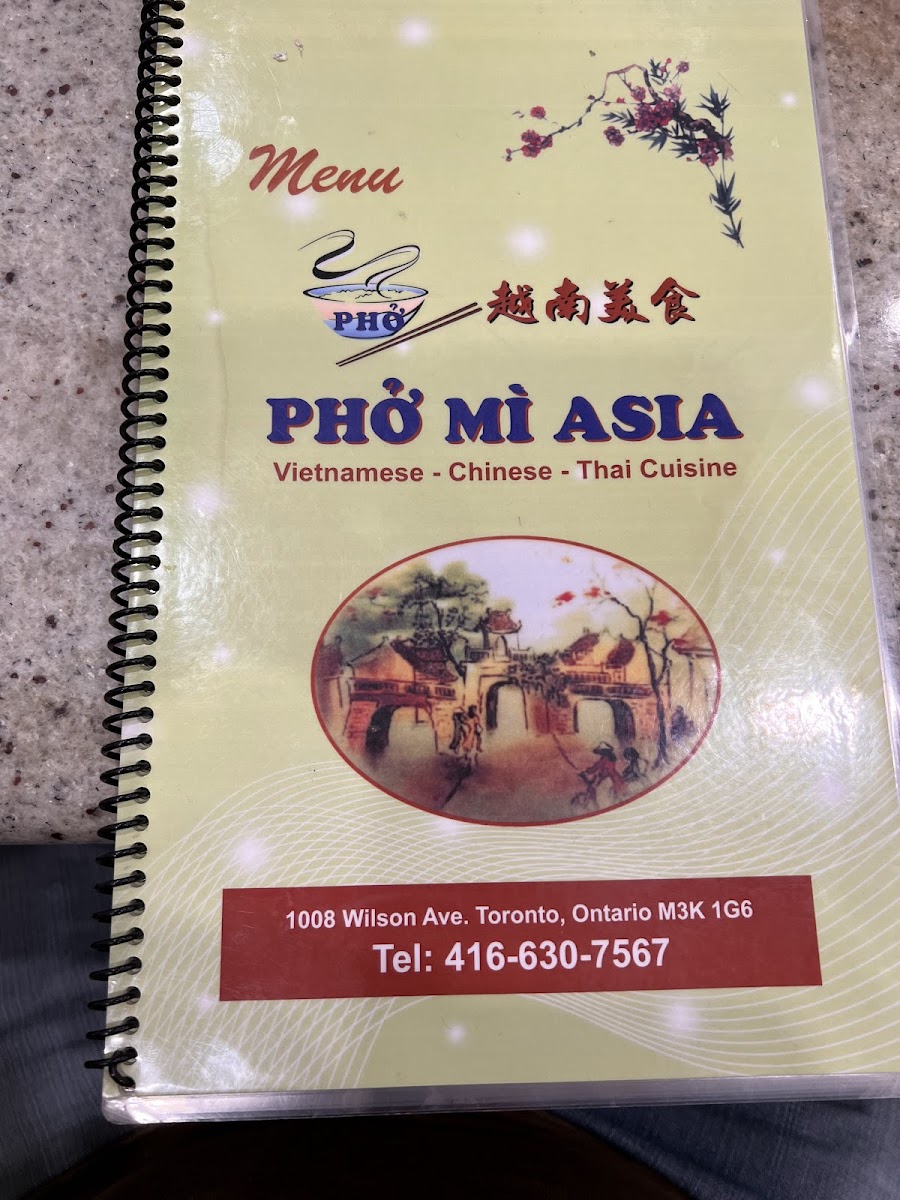 Menu
PHỞ
越南美食
PHỞ MÌ ASIA
Vietnamese - Chinese - Thai Cuisine
1008 Wilson Ave. Toronto, Ontario M3K 1G6
Tel: 416-630-7567